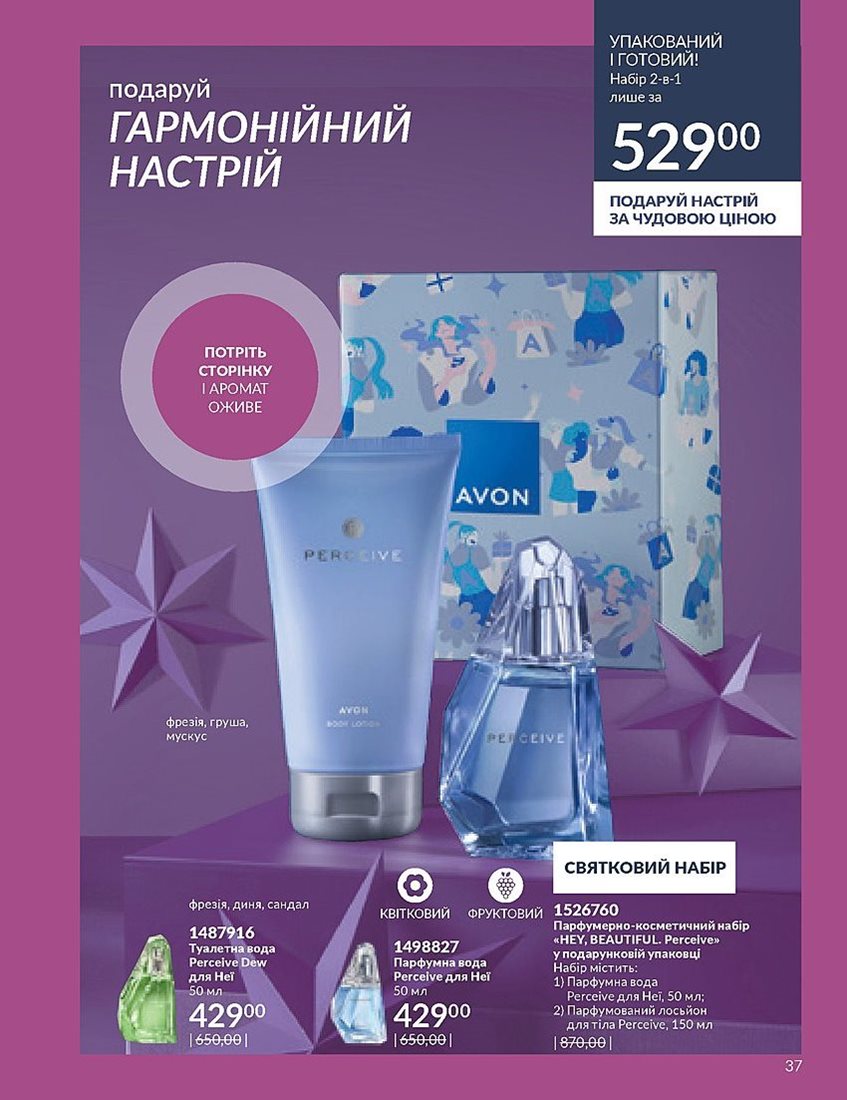 подаруй
ГАРМОНІЙНИЙ
НАСТРІЙ
УПАКОВАНИЙ
І ГОТОВИЙ!
Набір 2-в-1
лише за
529⁰⁰
ПОДАРУЙ НАСТРІЙ
ЗА ЧУДОВОЮ ЦІНОЮ
ПОТРІТЬ
СТОРІНКУ
І АРОМАТ
ОЖИВЕ
A
AVON
A
PERCEIVE
AVON
BODY LOTION
PERCEIVE
фрезія, груша,
мускус
фрезія, диня, сандал
1487916
Туалетна вода
Perceive Dew
для Неї
50 мл
429⁰⁰
| 650,00 |
КВІТКОВИЙ
ФРУКТОВИЙ
1498827
Парфумна вода
Perceive для Неї
50 мл
429⁰⁰
| 650,00 |
СВЯТКОВИЙ НАБІР
1526760
Парфумерно-косметичний набір
«HEY, BEAUTIFUL. Perceive»
у подарунковій упаковці
Набір містить:
1) Парфумна вода
Perceive для Неї, 50 мл;
2) Парфумований лосьйон
для тіла Perceive, 150 мл
| 870,00 |
37